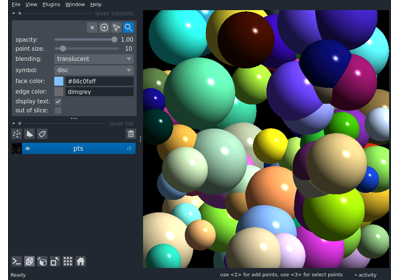 File View Plugins Window Help
layer controls
opacity: 1.00
point size: 10
blending: translucent
symbol: disc
face color: #86c0faff
edge color: dimgrey
display text:
out of slice:
layer list
pts
Ready use <2> for add points, use <3> for select points activity